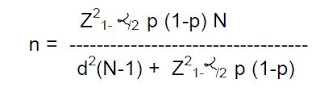 Z²₁₋ ∝/₂ p (1-p) N
n = ------------------------------------
d²(N-1) + Z²₁₋∝/₂ p (1-p)